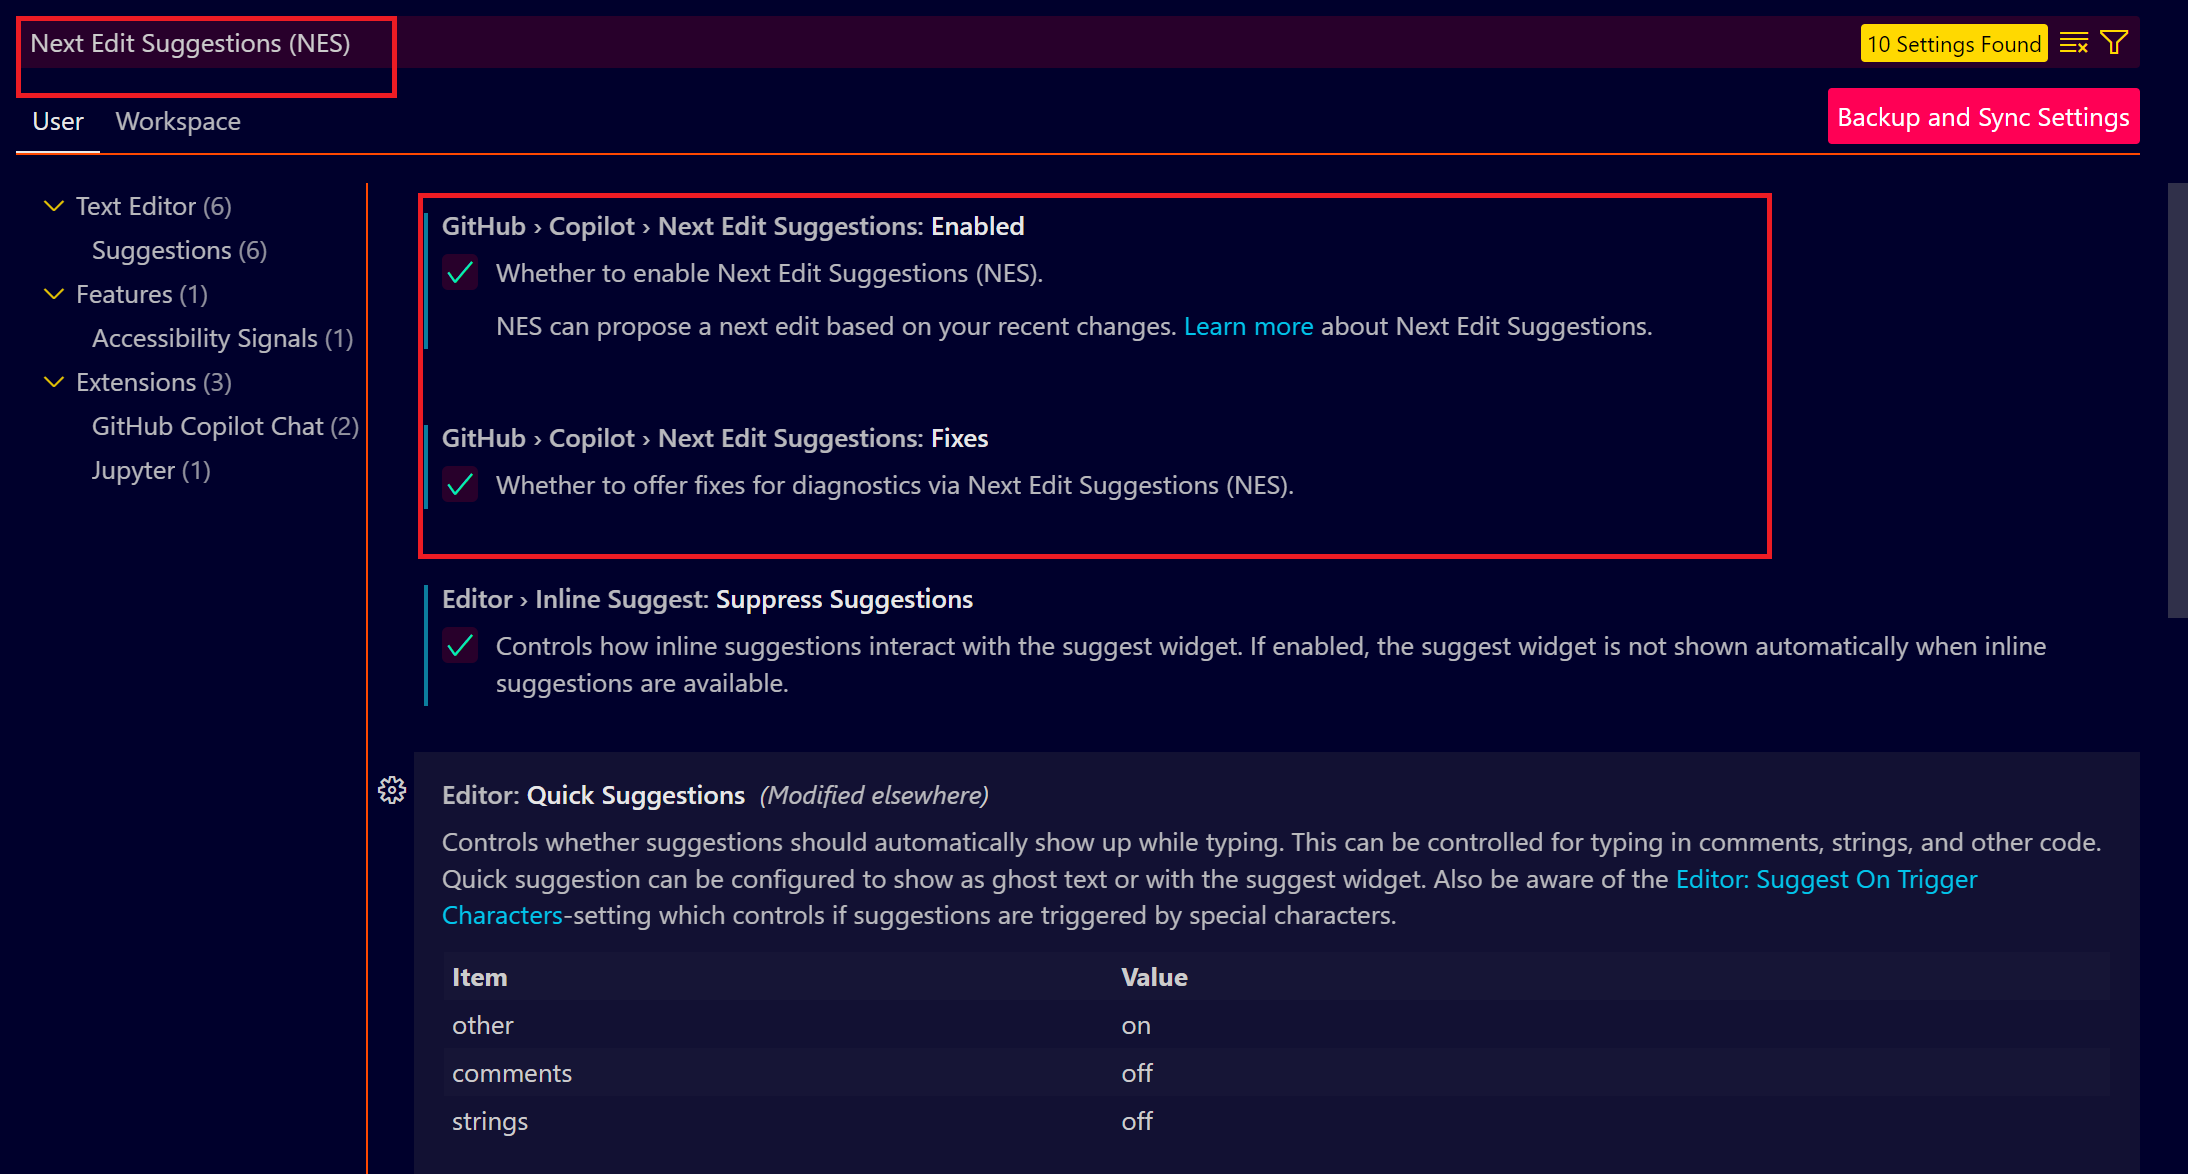 Next Edit Suggestions (NES)
10 Settings Found
User Workspace
Backup and Sync Settings
Text Editor (6)
Suggestions (6)
Features (1)
Accessibility Signals (1)
Extensions (3)
GitHub Copilot Chat (2)
Jupyter (1)
GitHub › Copilot › Next Edit Suggestions: Enabled
Whether to enable Next Edit Suggestions (NES).
NES can propose a next edit based on your recent changes. Learn more about Next Edit Suggestions.
GitHub › Copilot › Next Edit Suggestions: Fixes
Whether to offer fixes for diagnostics via Next Edit Suggestions (NES).
Editor › Inline Suggest: Suppress Suggestions
Controls how inline suggestions interact with the suggest widget. If enabled, the suggest widget is not shown automatically when inline
suggestions are available.
Editor: Quick Suggestions (Modified elsewhere)
Controls whether suggestions should automatically show up while typing. This can be controlled for typing in comments, strings, and other code.
Quick suggestion can be configured to show as ghost text or with the suggest widget. Also be aware of the Editor: Suggest On Trigger
Characters-setting which controls if suggestions are triggered by special characters.
Item Value
other on
comments off
strings off